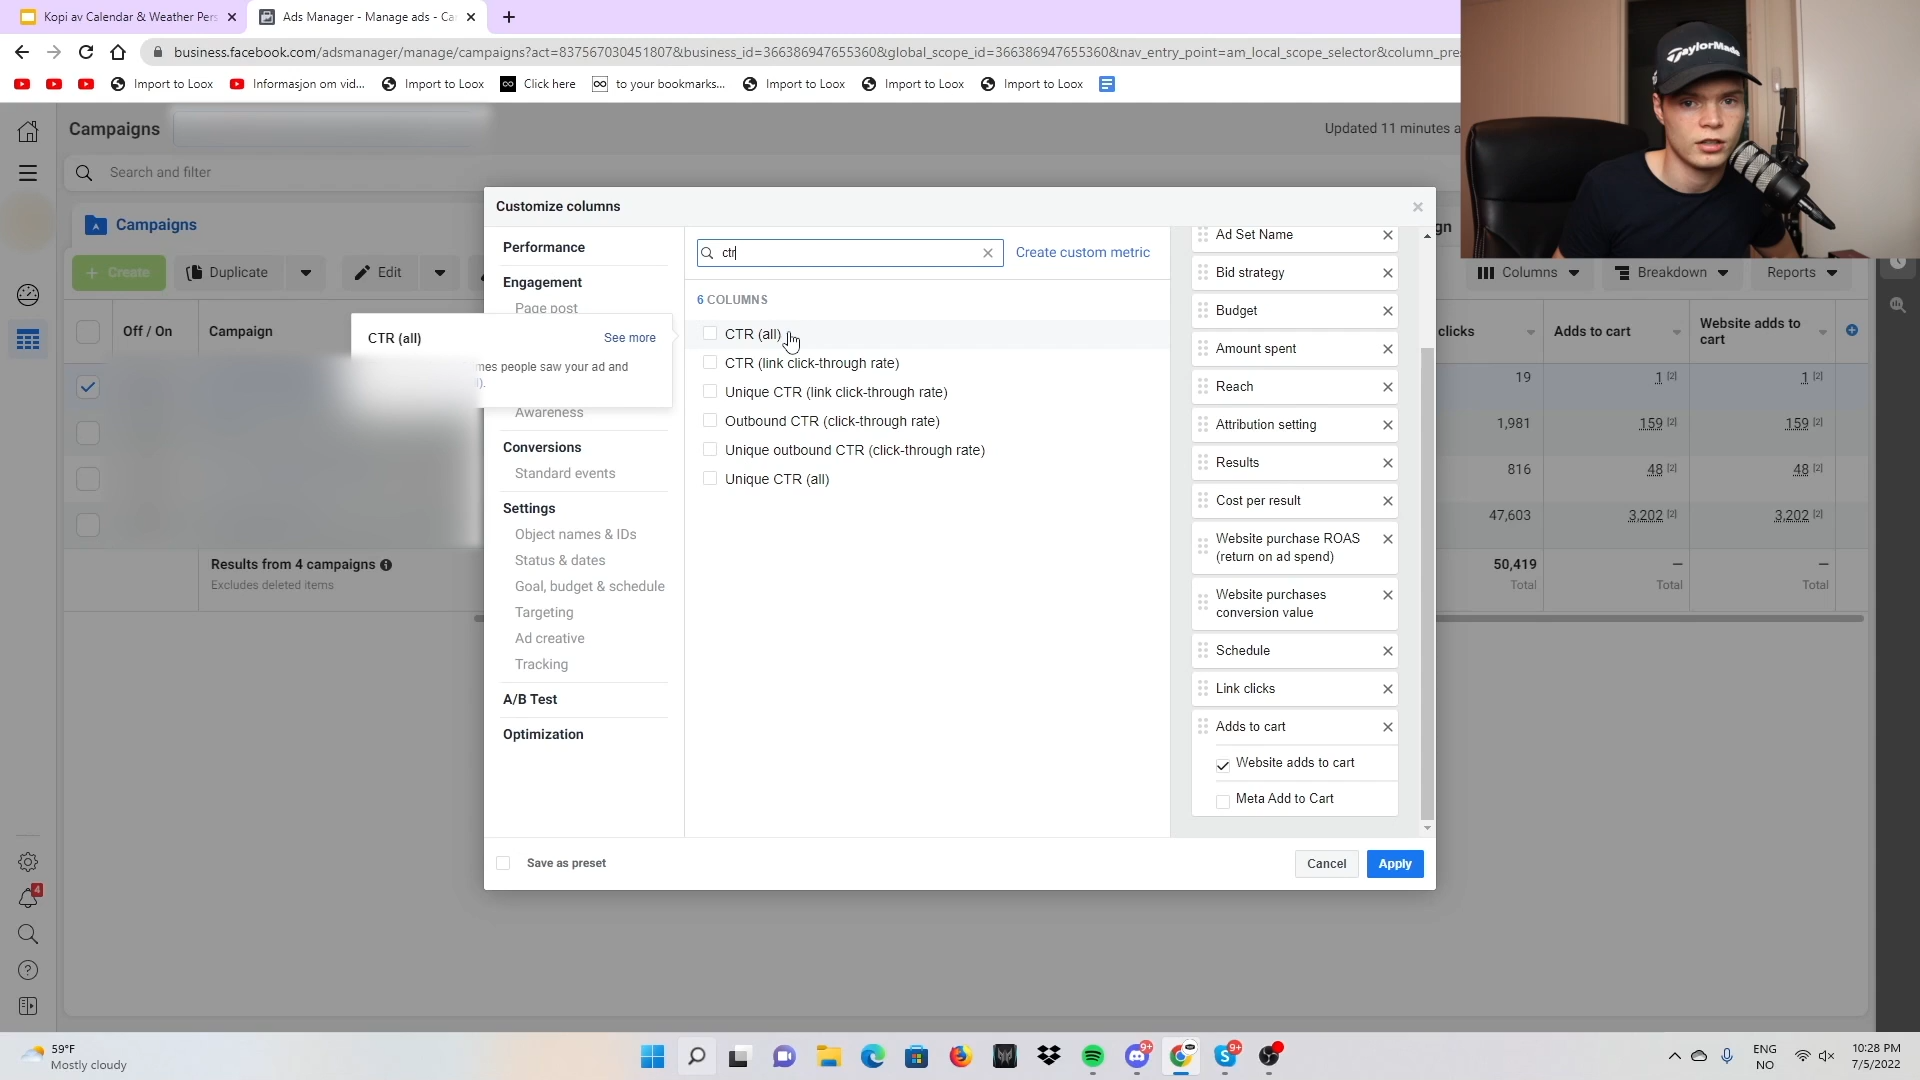 Kopi av Calendar & Weather Pers
Ads Manager - Manage ads - Ca
business.facebook.com/adsmanager/manage/campaigns?act=837567030451807&business_id=366386947655360&global_scope_id=366386947655360&nav_entry_point=am_local_scope_selector&column_pre
Import to Loox
Informasjon om vid...
Import to Loox
Click here
to your bookmarks...
Import to Loox
Import to Loox
Import to Loox
TaylorMade
Campaigns
Updated 11 minutes a
Search and filter
Campaigns
Create
Duplicate
Edit
Columns
Breakdown
Reports
Off / On
Campaign
clicks
Adds to cart
Website adds to
cart
19
1 [2]
1 [2]
1,981
159 [2]
159 [2]
816
48 [2]
48 [2]
47,603
3,202 [2]
3,202 [2]
Results from 4 campaigns
Excludes deleted items
50,419
Total
—
Total
—
Total
CTR (all)
See more
mes people saw your ad and
l).
Customize columns
Performance
Engagement
Page post
Awareness
Conversions
Standard events
Settings
Object names & IDs
Status & dates
Goal, budget & schedule
Targeting
Ad creative
Tracking
A/B Test
Optimization
ctr
Create custom metric
6 COLUMNS
CTR (all)
CTR (link click-through rate)
Unique CTR (link click-through rate)
Outbound CTR (click-through rate)
Unique outbound CTR (click-through rate)
Unique CTR (all)
Ad Set Name
Bid strategy
Budget
Amount spent
Reach
Attribution setting
Results
Cost per result
Website purchase ROAS
(return on ad spend)
Website purchases
conversion value
Schedule
Link clicks
Adds to cart
Website adds to cart
Meta Add to Cart
Save as preset
Cancel
Apply
4
59°F
Mostly cloudy
9+
9+
ENG
NO
10:28 PM
7/5/2022